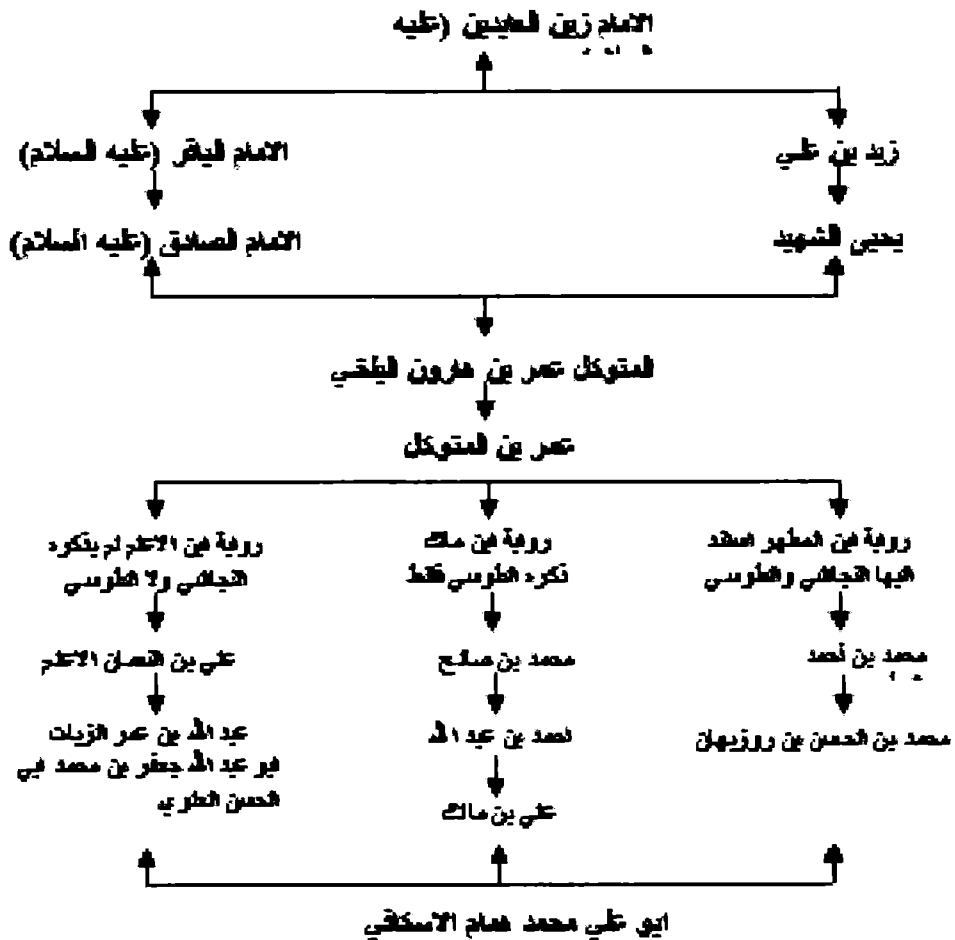 الامام زين العابدين (عليه
زيد بن علي
الامام الباقر (عليه السلام)
يحيى الشهيد
الامام الصادق (عليه السلام)
المتوكل عمر بن هارون البلخي
عمر بن المتوكل
رواية ابن المطهر استند
اليها النجاشي والطوسي
رواية ابن مالك
ذكره الطوسي فقط
رواية ابن الاعلم لم يذكره
النجاشي ولا الطوسي
محمد بن احمد
محمد بن صالح
علي بن النعمان الاعلم
محمد بن الحسن بن روزبهان
احمد بن عبد الله
عبد الله بن عمر الزيات
ابو عبد الله جعفر بن محمد ابي
الحسن العلوي
علي بن مالك
ابو علي محمد همام الاسكافي